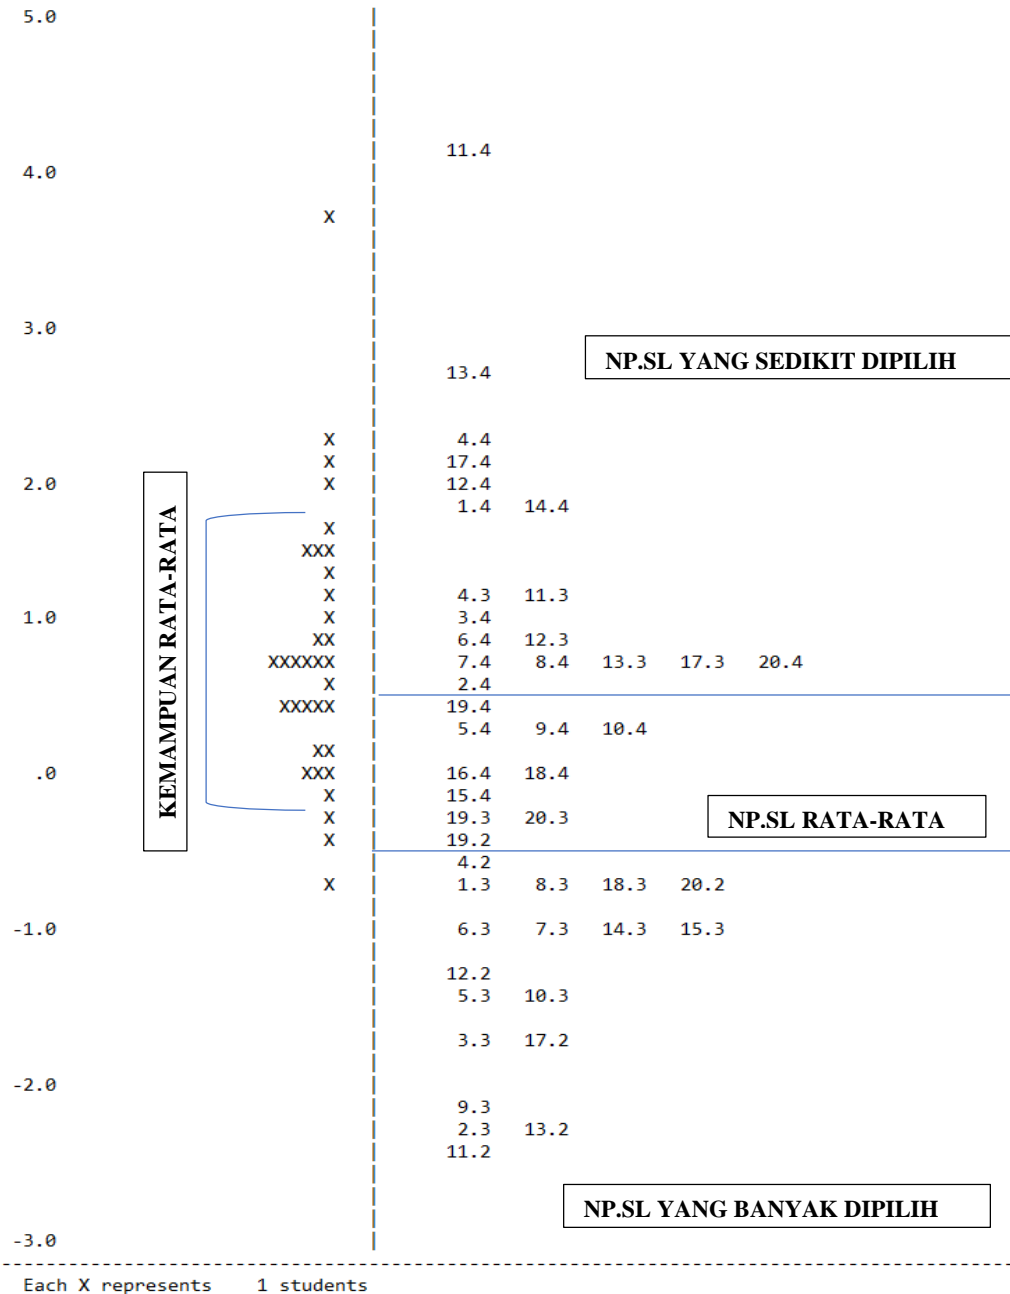 5.0
11.4
4.0
X
3.0
NP.SL YANG SEDIKIT DIPILIH
13.4
X 4.4
X 17.4
2.0 X 12.4
1.4 14.4
KEMAMPUAN RATA-RATA
X
XXX
X
X 4.3 11.3
1.0 X 3.4
XX 6.4 12.3
XXXXXX 7.4 8.4 13.3 17.3 20.4
X 2.4
XXXXX 19.4
5.4 9.4 10.4
XX
.0 XXX 16.4 18.4
X 15.4
X 19.3 20.3
NP.SL RATA-RATA
X 19.2
4.2
X 1.3 8.3 18.3 20.2
-1.0 6.3 7.3 14.3 15.3
12.2
5.3 10.3
3.3 17.2
-2.0
9.3
2.3 13.2
11.2
NP.SL YANG BANYAK DIPILIH
-3.0
Each X represents 1 students